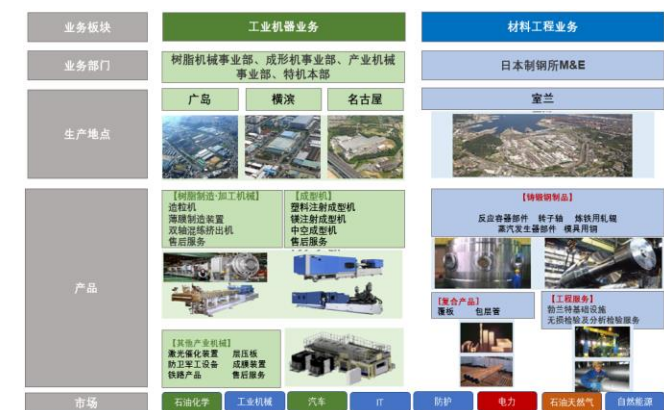 业务板块
工业机器业务
材料工程业务
业务部门
树脂机械事业部、成形机事业部、产业机械
事业部、特机本部
日本制钢所M&E
生产地点
广岛
横滨
名古屋
室兰
产品
【树脂制造·加工机械】
造粒机
薄膜制造装置
双轴混练挤出机
售后服务
【成型机】
塑料注射成型机
镁注射成型机
中空成型机
售后服务
【其他产业机械】
激光催化装置 层压板
防卫军工设备 成膜装置
铁路产品 售后服务
【铸锻钢制品】
反应容器部件 转子轴 炼铁用轧辊
蒸汽发生器部件 模具用钢
【复合产品】
覆板 包层管
【工程服务】
勃兰特基础设施
无损检验及分析检验服务
市场
石油化学
工业机械
汽车
IT
防护
电力
石油天然气
自然能源